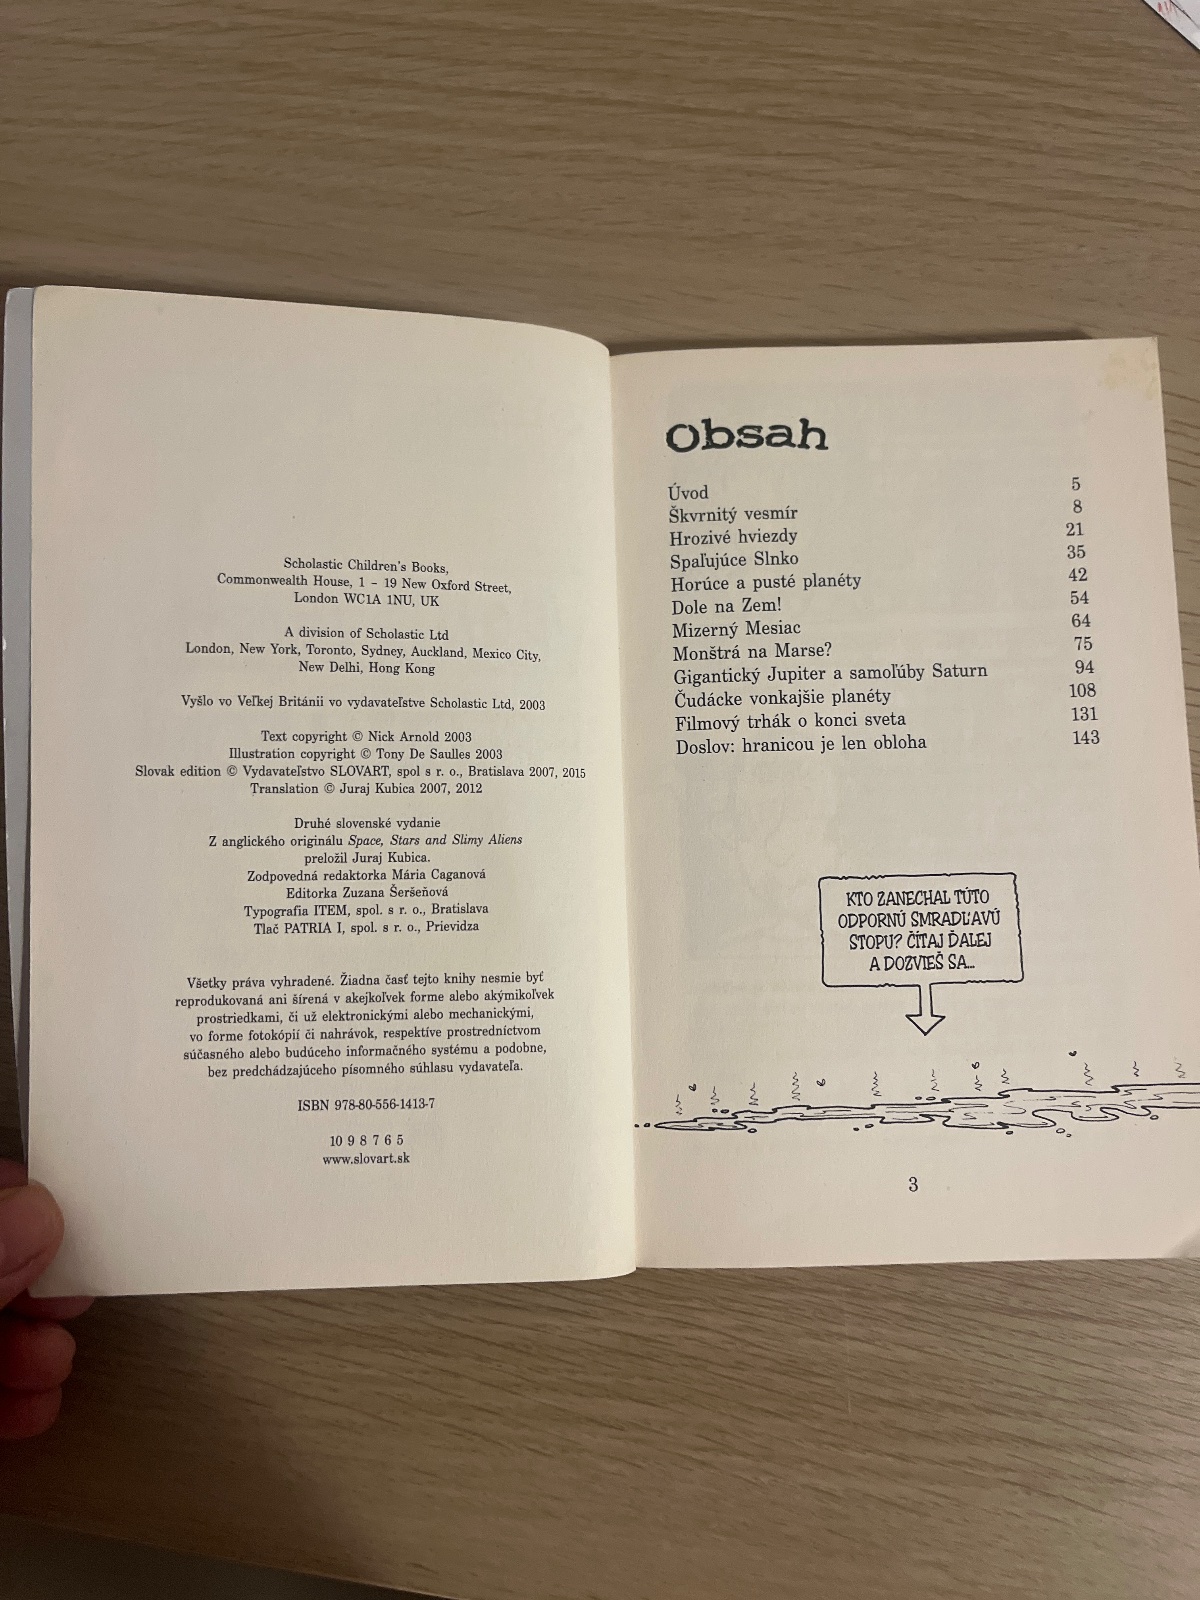 Scholastic Children's Books,
Commonwealth House, 1 – 19 New Oxford Street,
London WC1A 1NU, UK
A division of Scholastic Ltd
London, New York, Toronto, Sydney, Auckland, Mexico City,
New Delhi, Hong Kong
Vyšlo vo Veľkej Británii vo vydavateľstve Scholastic Ltd, 2003
Text copyright © Nick Arnold 2003
Illustration copyright © Tony De Saulles 2003
Slovak edition © Vydavateľstvo SLOVART, spol s r. o., Bratislava 2007, 2015
Translation © Juraj Kubica 2007, 2012
Druhé slovenské vydanie
Z anglického originálu Space, Stars and Slimy Aliens
preložil Juraj Kubica.
Zodpovedná redaktorka Mária Caganová
Editorka Zuzana Šeršeňová
Typografia ITEM, spol. s r. o., Bratislava
Tlač PATRIA I, spol. s r. o., Prievidza
Všetky práva vyhradené. Žiadna časť tejto knihy nesmie byť
reprodukovaná ani šírená v akejkoľvek forme alebo akýmikoľvek
prostriedkami, či už elektronickými alebo mechanickými,
vo forme fotokópií či nahrávok, respektíve prostredníctvom
súčasného alebo budúceho informačného systému a podobne,
bez predchádzajúceho písomného súhlasu vydavateľa.
ISBN 978-80-556-1413-7
10 9 8 7 6 5
www.slovart.sk
Obsah
Úvod 5
Škvrnitý vesmír 8
Hrozivé hviezdy 21
Spaľujúce Slnko 35
Horúce a pusté planéty 42
Dole na Zem! 54
Mizerný Mesiac 64
Monštrá na Marse? 75
Gigantický Jupiter a samoľúby Saturn 94
Čudácke vonkajšie planéty 108
Filmový trhák o konci sveta 131
Doslov: hranicou je len obloha 143
KTO ZANECHAL TÚTO
ODPORNÚ SMRADĽAVÚ
STOPU? ČÍTAJ ĎALEJ
A DOZVIEŠ SA...
3